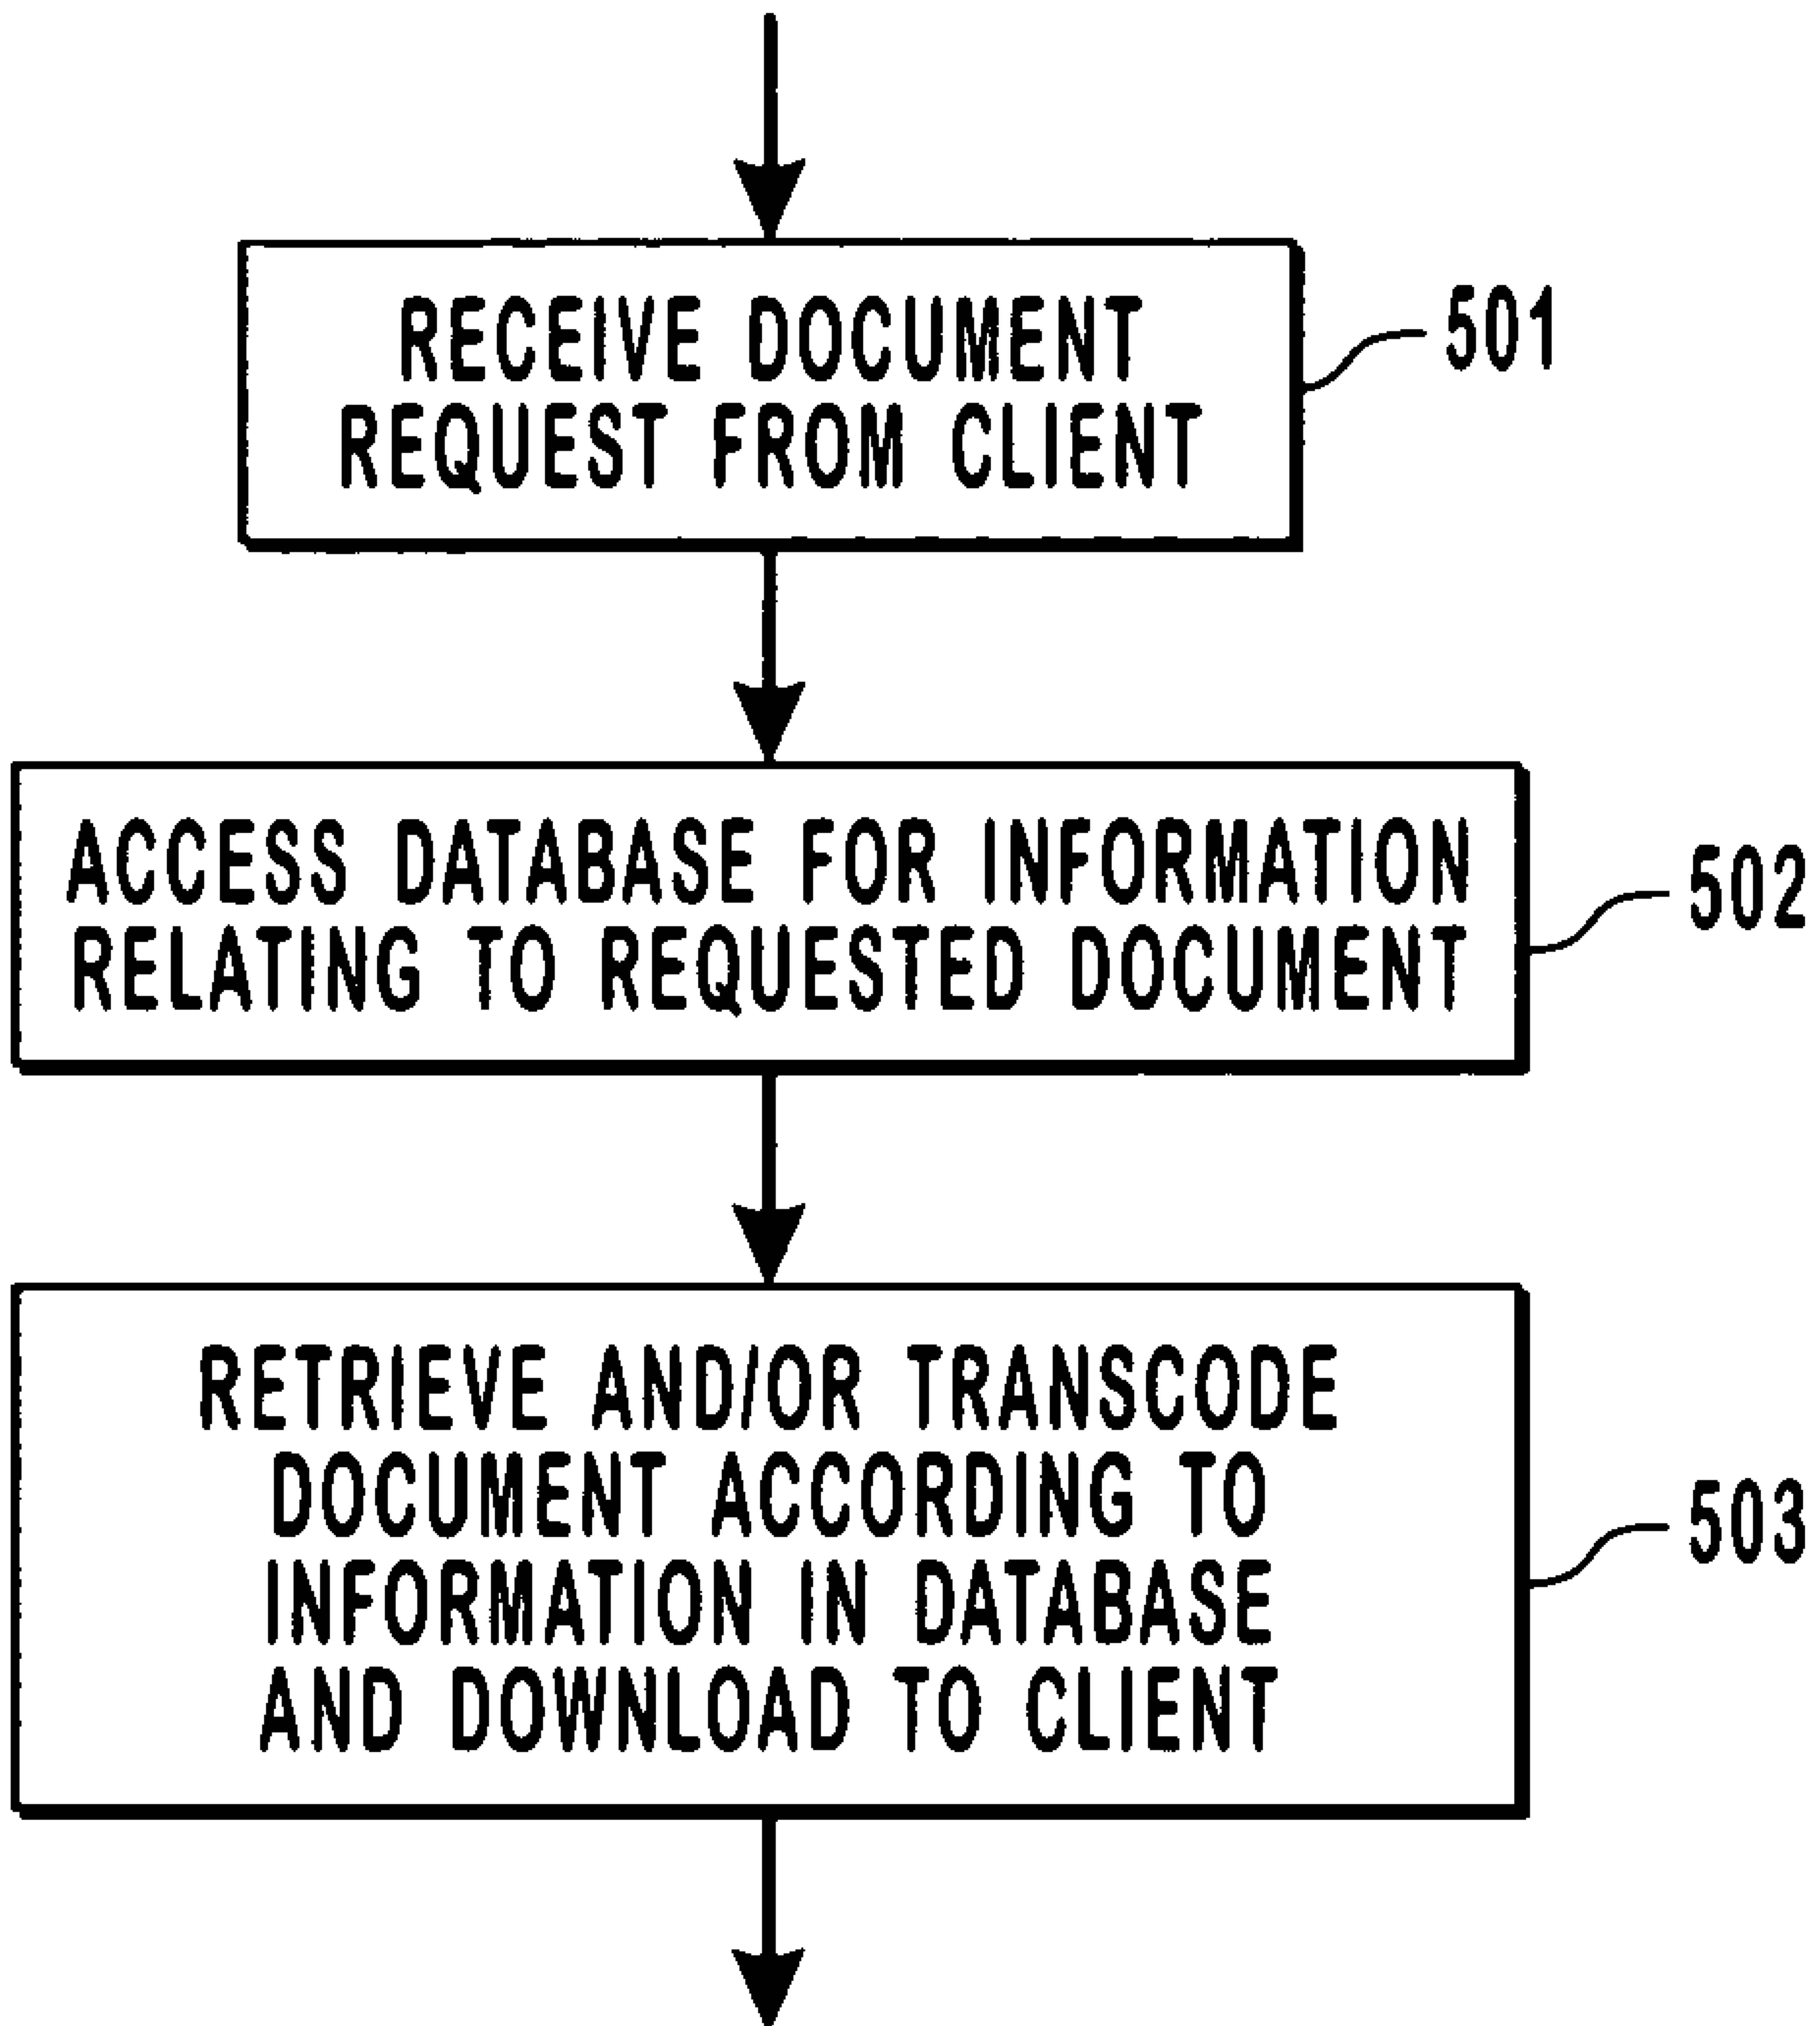 RECEIVE DOCUMENT
REQUEST FROM CLIENT
501
ACCESS DATABASE FOR INFORMATION
RELATING TO REQUESTED DOCUMENT
502
RETRIEVE AND/OR TRANSCODE
DOCUMENT ACCORDING TO
INFORMATION IN DATABASE
AND DOWNLOAD TO CLIENT
503